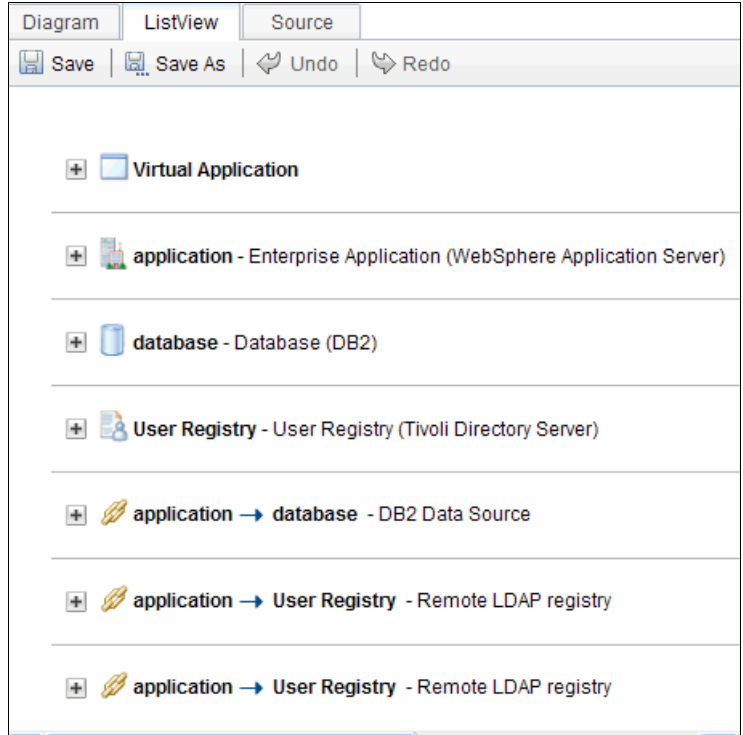 Diagram ListView Source
Save Save As Undo Redo
Virtual Application
application - Enterprise Application (WebSphere Application Server)
database - Database (DB2)
User Registry - User Registry (Tivoli Directory Server)
application → database - DB2 Data Source
application → User Registry - Remote LDAP registry
application → User Registry - Remote LDAP registry